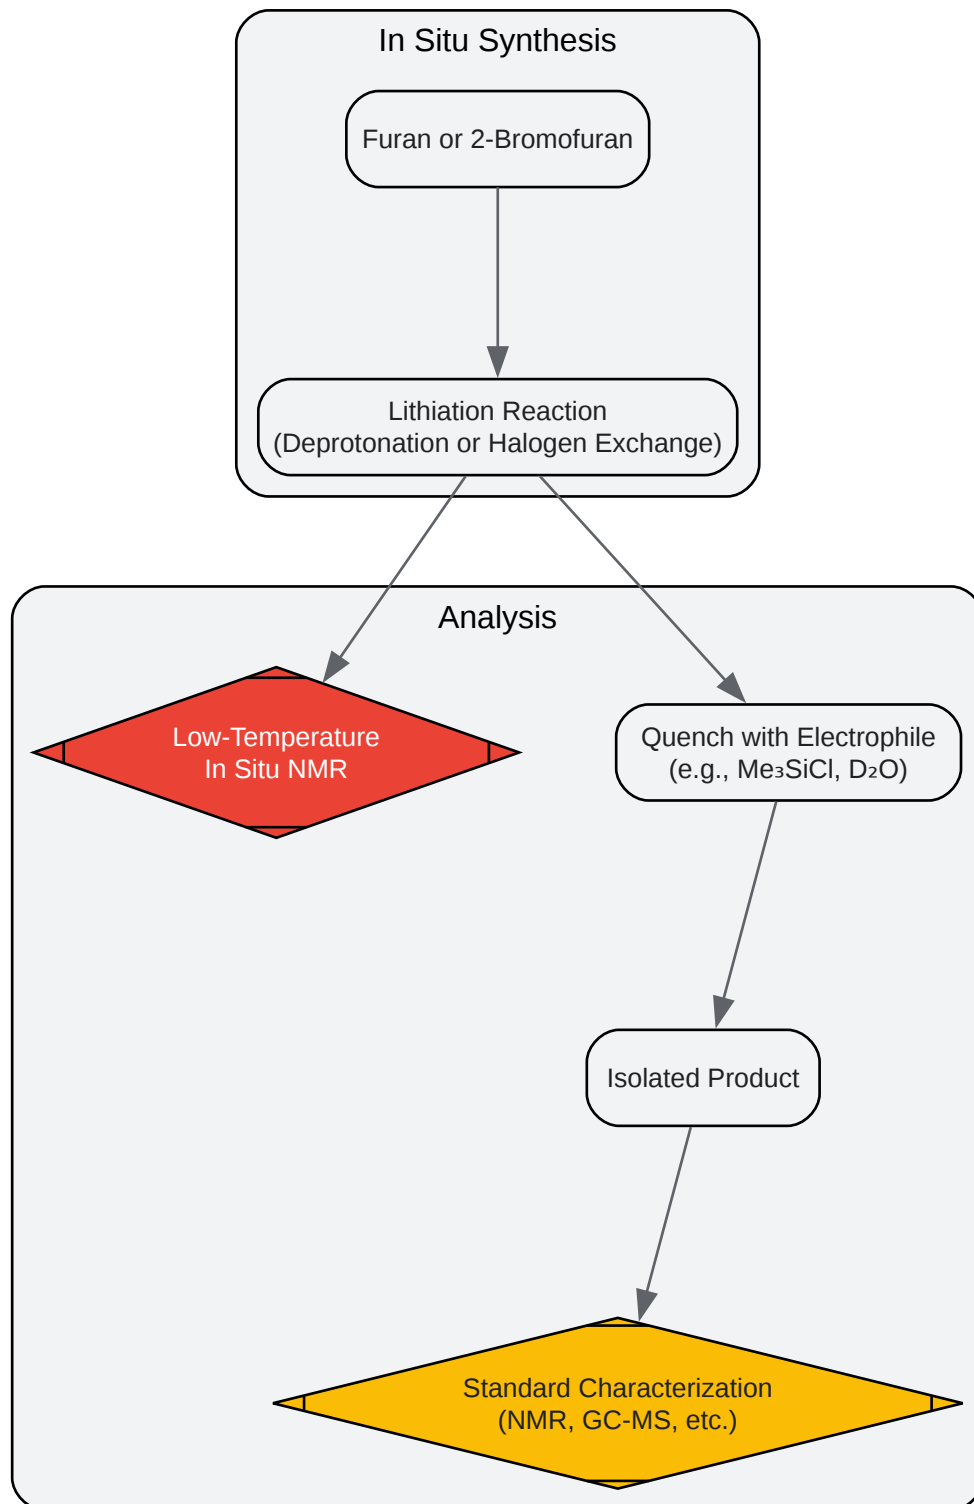 In Situ Synthesis
Furan or 2-Bromofuran
Lithiation Reaction
(Deprotonation or Halogen Exchange)
Analysis
Low-Temperature
In Situ NMR
Quench with Electrophile
(e.g., Me₃SiCl, D₂O)
Isolated Product
Standard Characterization
(NMR, GC-MS, etc.)